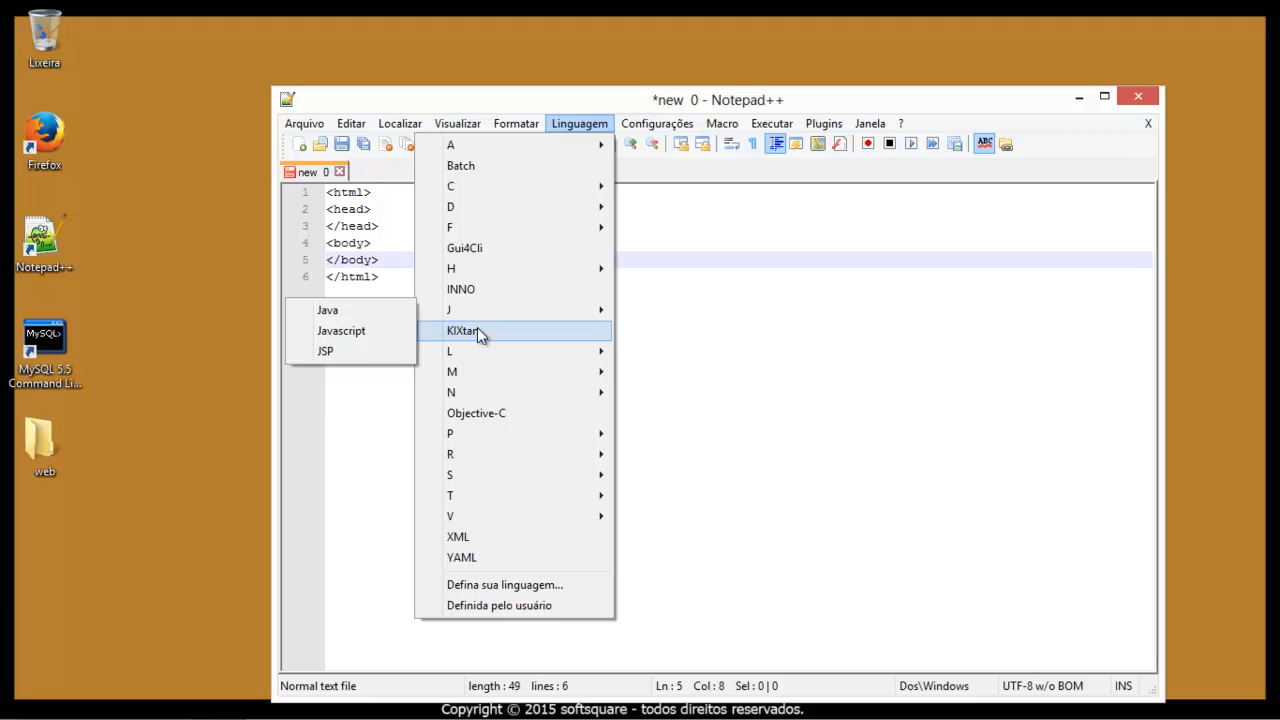 Lixeira
Firefox
Notepad++
MySQL>
MySQL 5.5
Command Li...
web
*new 0 - Notepad++
Arquivo Editar Localizar Visualizar Formatar Linguagem Configurações Macro Executar Plugins Janela ? X
ABC
new 0
1 <html>
2 <head>
3 </head>
4 <body>
5 </body>
6 </html>
A
Batch
C
D
F
Gui4Cli
H
INNO
J
L
M
N
Objective-C
P
R
S
T
V
XML
YAML
Defina sua linguagem...
Definida pelo usuário
Java
Javascript
JSP
Normal text file length : 49 lines : 6 Ln : 5 Col : 8 Sel : 0 | 0 Dos\Windows UTF-8 w/o BOM INS
Copyright © 2015 softsquare - todos direitos reservados.